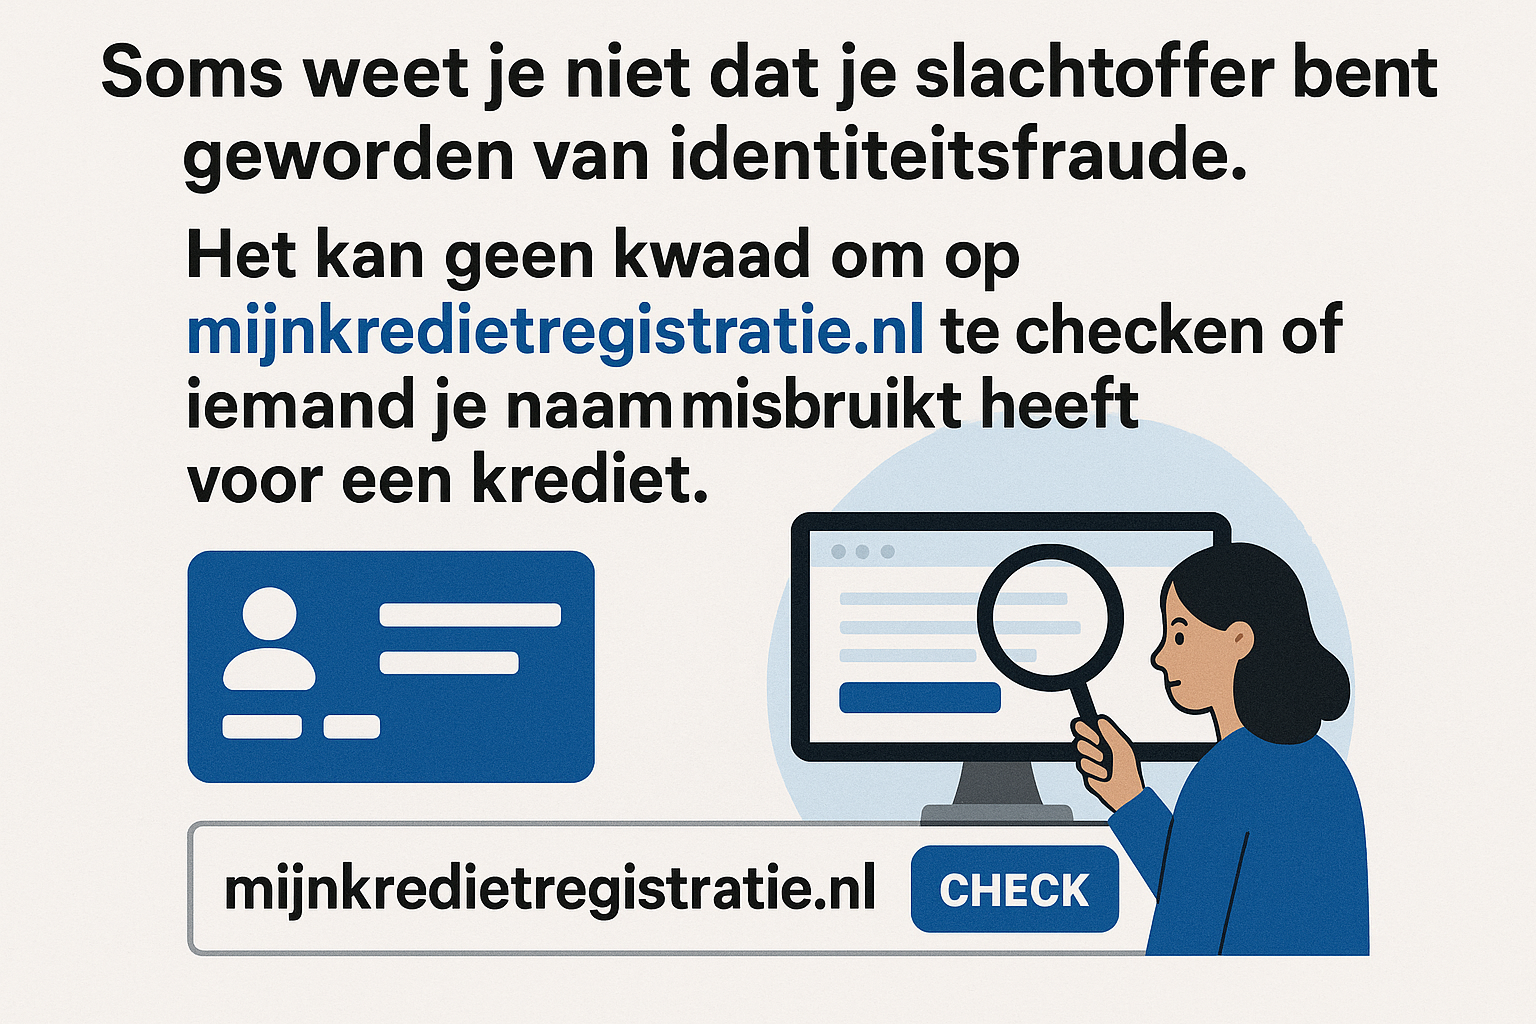 Soms weet je niet dat je slachtoffer bent
geworden van identiteitsfraude.
Het kan geen kwaad om op
mijnkredietregistratie.nl te checken of
iemand je naam misbruikt heeft
voor een krediet.
mijnkredietregistratie.nl CHECK